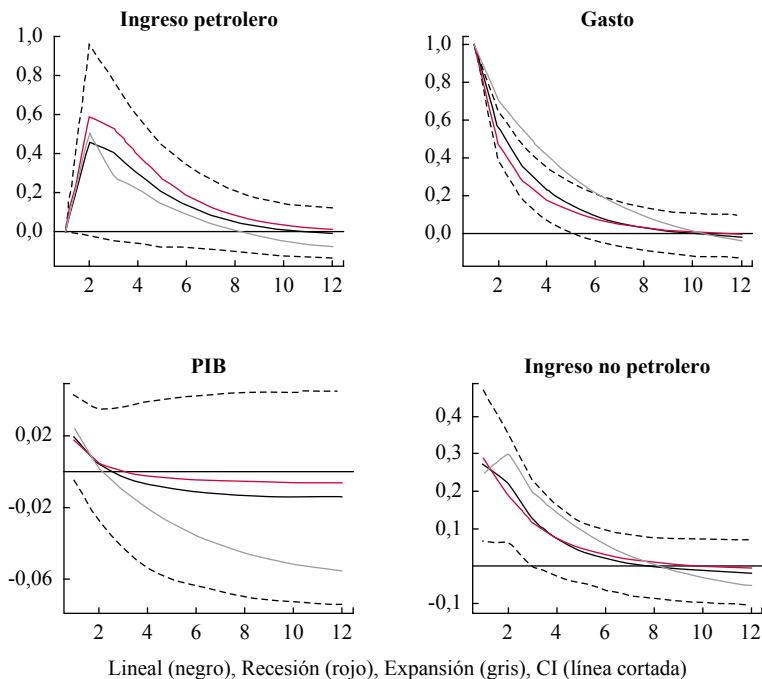 Ingreso petrolero
1,0
0,8
0,6
0,4
0,2
0,0
2 4 6 8 10 12
Gasto
1,0
0,8
0,6
0,4
0,2
0,0
2 4 6 8 10 12
PIB
0,02
-0,02
-0,06
2 4 6 8 10 12
Ingreso no petrolero
0,4
0,3
0,2
0,1
-0,1
2 4 6 8 10 12
Lineal (negro), Recesión (rojo), Expansión (gris), CI (línea cortada)